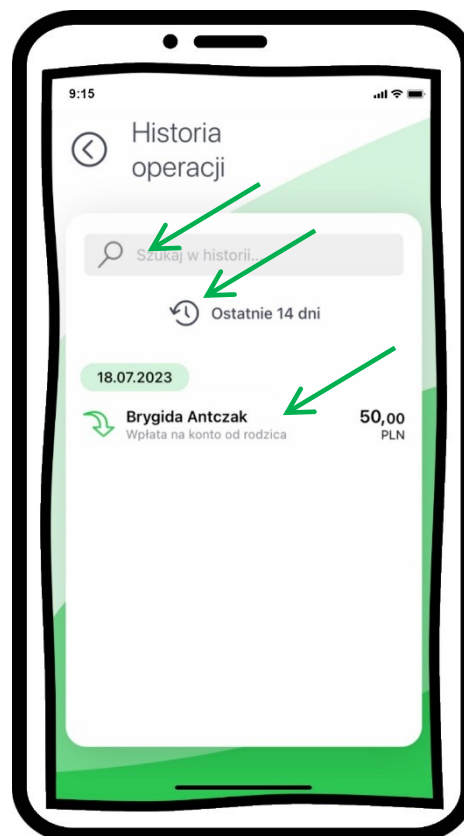 9:15
Historia
operacji
Szukaj w historii...
Ostatnie 14 dni
18.07.2023
Brygida Antczak 50,00
Wpłata na konto od rodzica PLN